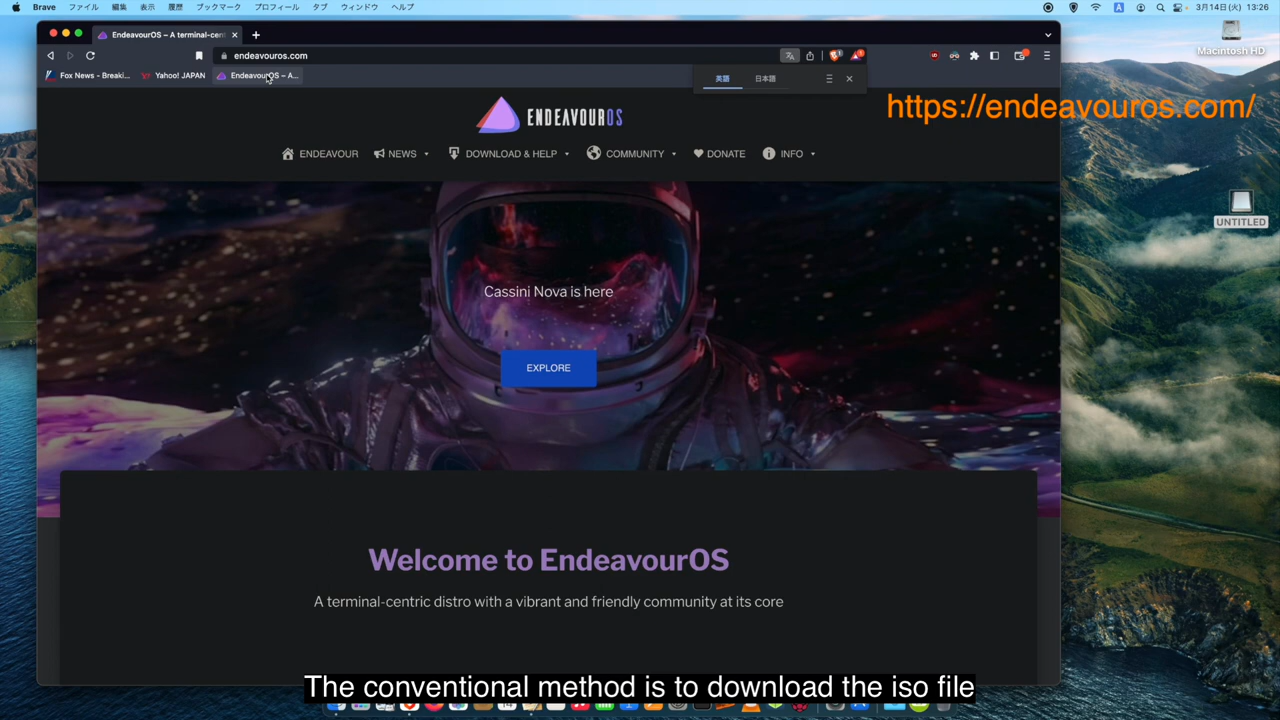 Brave ファイル 編集 表示 履歴 ブックマーク プロフィール タブ ウィンドウ ヘルプ A 3月14日(火) 13:26
EndeavourOS – A terminal-cent
endeavouros.com
Fox News - Breaki... Yahoo! JAPAN EndeavourOS – A...
英語 日本語
Macintosh HD
https://endeavouros.com/
ENDEAVOUROS
ENDEAVOUR NEWS DOWNLOAD & HELP COMMUNITY DONATE INFO
UNTITLED
Cassini Nova is here
EXPLORE
Welcome to EndeavourOS
A terminal-centric distro with a vibrant and friendly community at its core
The conventional method is to download the iso file